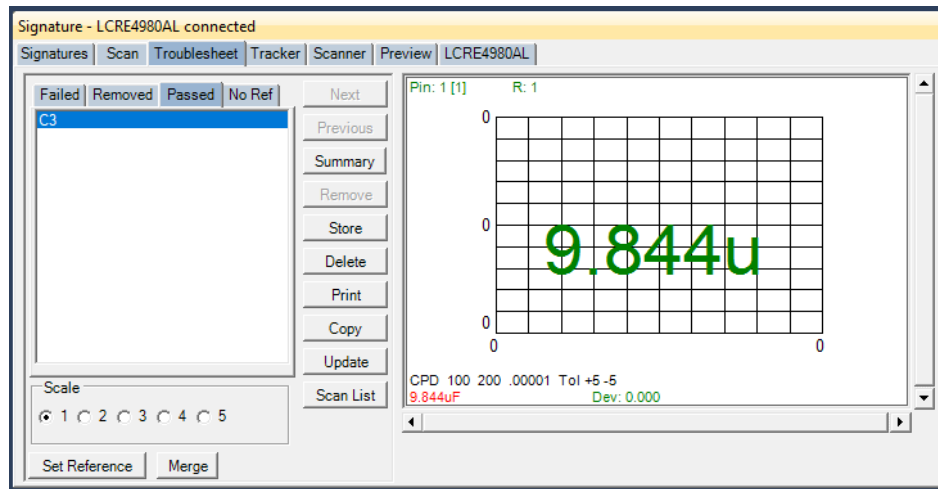 Signature - LCRE4980AL connected
Signatures Scan Troublesheet Tracker Scanner Preview LCRE4980AL
Failed Removed Passed No Ref
C3
Next
Previous
Summary
Remove
Store
Delete
Print
Copy
Update
Scan List
Scale
1 2 3 4 5
Set Reference Merge
Pin: 1 [1] R: 1
0
0
9.844u
0
0 0
CPD 100 200 .00001 Tol +5 -5
9.844uF Dev: 0.000